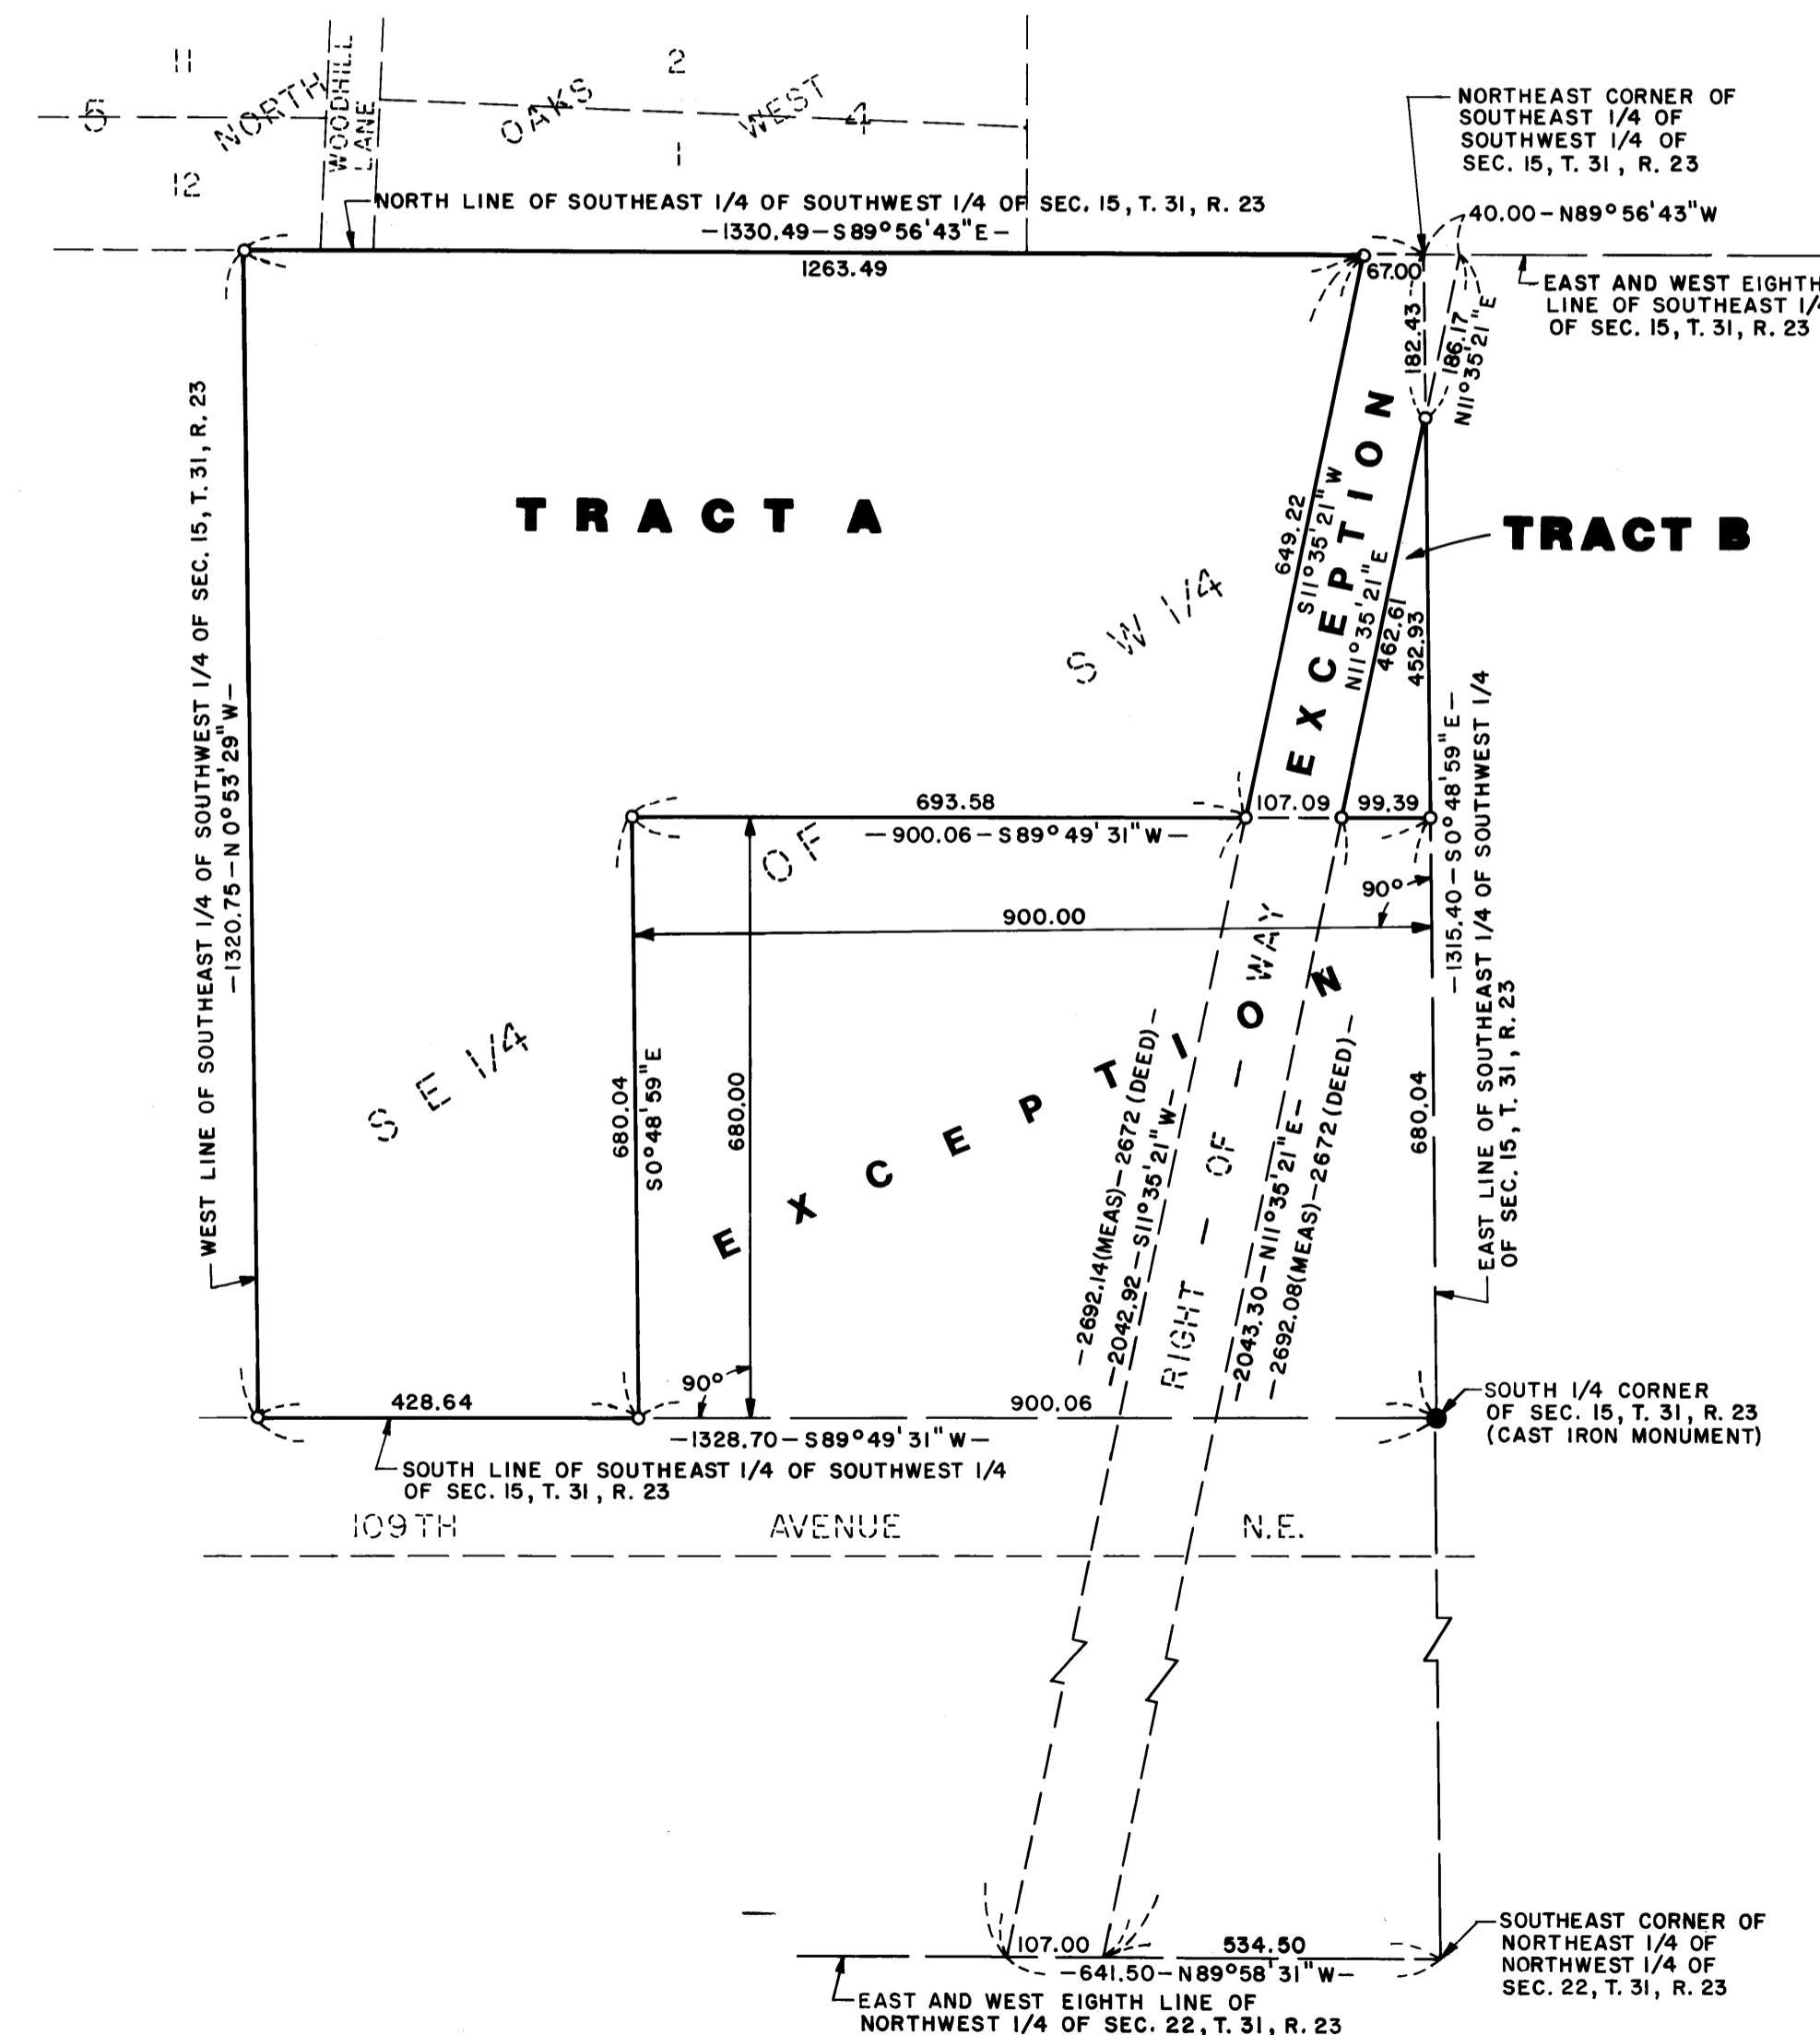 11
2
5
NORTH
WOODHILL
LANE
OAKS
WEST
4
12
1
NORTHEAST CORNER OF
SOUTHEAST 1/4 OF
SOUTHWEST 1/4 OF
SEC. 15, T. 31, R. 23
NORTH LINE OF SOUTHEAST 1/4 OF SOUTHWEST 1/4 OF SEC. 15, T. 31, R. 23
-1330.49-S89°56'43"E-
40.00-N89°56'43"W
1263.49
67.00
EAST AND WEST EIGHTH
LINE OF SOUTHEAST 1/4
OF SEC. 15, T. 31, R. 23
182.43
186.17
N11°35'21"E
WEST LINE OF SOUTHEAST 1/4 OF SOUTHWEST 1/4 OF SEC. 15, T. 31, R. 23
-1320.75-N0°53'29"W-
TRACT A
649.22
S11°35'21"W
EXCEPTION
N11°35'21"E
462.61
452.93
TRACT B
SW 1/4
693.58
107.09
99.39
-900.06-S89°49'31"W-
OF
90°
900.00
-1315.40-S0°48'59"E-
EAST LINE OF SOUTHEAST 1/4 OF SOUTHWEST 1/4
OF SEC. 15, T. 31, R. 23
SE 1/4
680.04
S0°48'59"E
680.00
EXCEPTION
-2692.14(MEAS)-2672(DEED)-
-2042.92-S11°35'21"W-
RIGHT-OF-WAY
-2043.30-N11°35'21"E-
-2692.08(MEAS)-2672(DEED)-
680.04
428.64
90°
900.06
-1328.70-S89°49'31"W-
SOUTH 1/4 CORNER
OF SEC. 15, T. 31, R. 23
(CAST IRON MONUMENT)
SOUTH LINE OF SOUTHEAST 1/4 OF SOUTHWEST 1/4
OF SEC. 15, T. 31, R. 23
109TH AVENUE N.E.
107.00
534.50
-641.50-N89°58'31"W-
SOUTHEAST CORNER OF
NORTHEAST 1/4 OF
NORTHWEST 1/4 OF
SEC. 22, T. 31, R. 23
EAST AND WEST EIGHTH LINE OF
NORTHWEST 1/4 OF SEC. 22, T. 31, R. 23